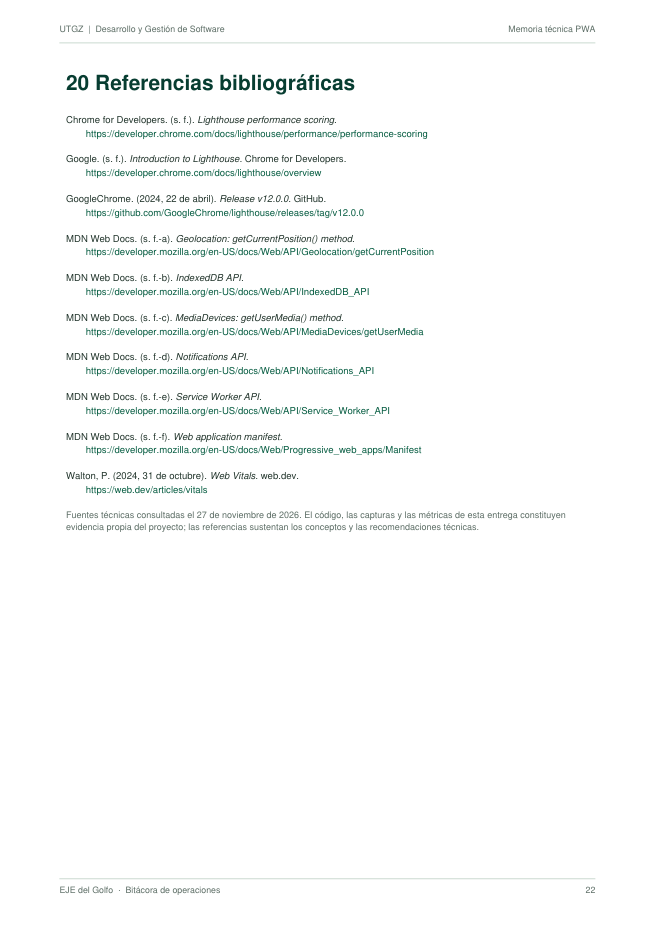 UTGZ | Desarrollo y Gestión de Software
Memoria técnica PWA
20 Referencias bibliográficas
Chrome for Developers. (s. f.). Lighthouse performance scoring.
https://developer.chrome.com/docs/lighthouse/performance/performance-scoring
Google. (s. f.). Introduction to Lighthouse. Chrome for Developers.
https://developer.chrome.com/docs/lighthouse/overview
GoogleChrome. (2024, 22 de abril). Release v12.0.0. GitHub.
https://github.com/GoogleChrome/lighthouse/releases/tag/v12.0.0
MDN Web Docs. (s. f.-a). Geolocation: getCurrentPosition() method.
https://developer.mozilla.org/en-US/docs/Web/API/Geolocation/getCurrentPosition
MDN Web Docs. (s. f.-b). IndexedDB API.
https://developer.mozilla.org/en-US/docs/Web/API/IndexedDB_API
MDN Web Docs. (s. f.-c). MediaDevices: getUserMedia() method.
https://developer.mozilla.org/en-US/docs/Web/API/MediaDevices/getUserMedia
MDN Web Docs. (s. f.-d). Notifications API.
https://developer.mozilla.org/en-US/docs/Web/API/Notifications_API
MDN Web Docs. (s. f.-e). Service Worker API.
https://developer.mozilla.org/en-US/docs/Web/API/Service_Worker_API
MDN Web Docs. (s. f.-f). Web application manifest.
https://developer.mozilla.org/en-US/docs/Web/Progressive_web_apps/Manifest
Walton, P. (2024, 31 de octubre). Web Vitals. web.dev.
https://web.dev/articles/vitals
Fuentes técnicas consultadas el 27 de noviembre de 2026. El código, las capturas y las métricas de esta entrega constituyen
evidencia propia del proyecto; las referencias sustentan los conceptos y las recomendaciones técnicas.
EJE del Golfo · Bitácora de operaciones
22